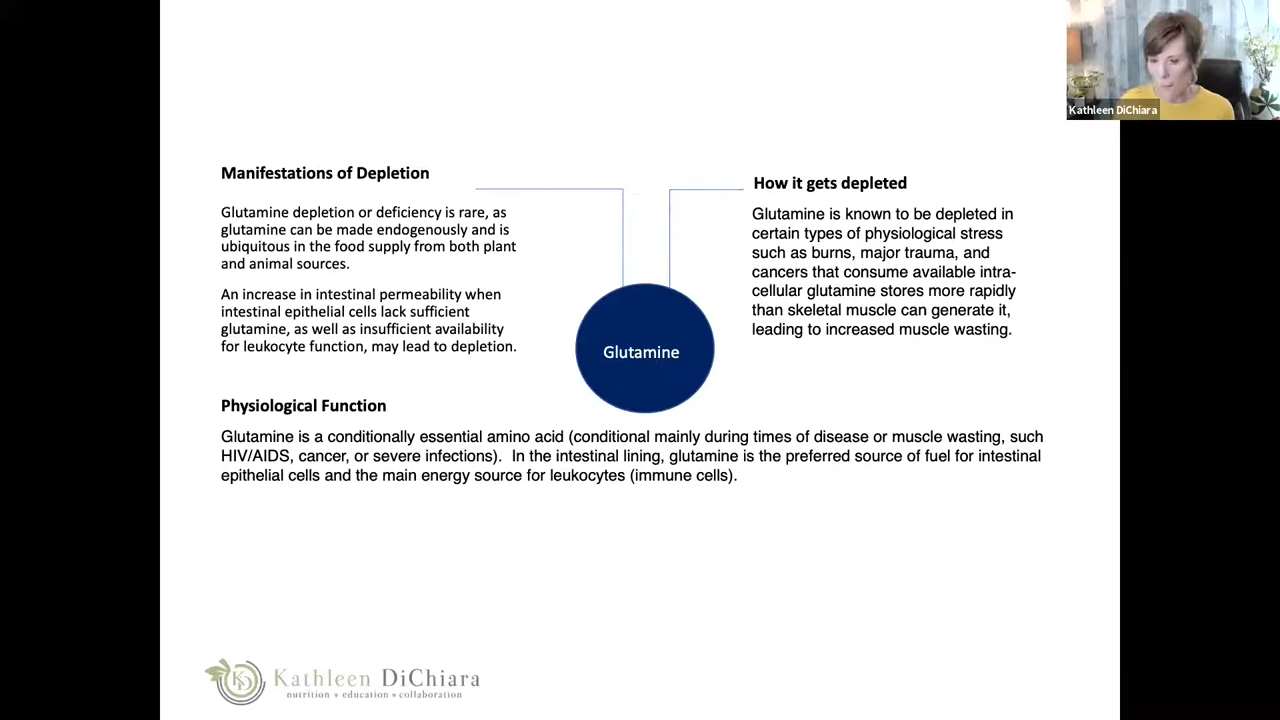 Kathleen DiChiara
Manifestations of Depletion
Glutamine depletion or deficiency is rare, as
glutamine can be made endogenously and is
ubiquitous in the food supply from both plant
and animal sources.
An increase in intestinal permeability when
intestinal epithelial cells lack sufficient
glutamine, as well as insufficient availability
for leukocyte function, may lead to depletion.
How it gets depleted
Glutamine is known to be depleted in
certain types of physiological stress
such as burns, major trauma, and
cancers that consume available intra-
cellular glutamine stores more rapidly
than skeletal muscle can generate it,
leading to increased muscle wasting.
Glutamine
Physiological Function
Glutamine is a conditionally essential amino acid (conditional mainly during times of disease or muscle wasting, such
HIV/AIDS, cancer, or severe infections).  In the intestinal lining, glutamine is the preferred source of fuel for intestinal
epithelial cells and the main energy source for leukocytes (immune cells).
KD
Kathleen DiChiara
nutrition + education + collaboration